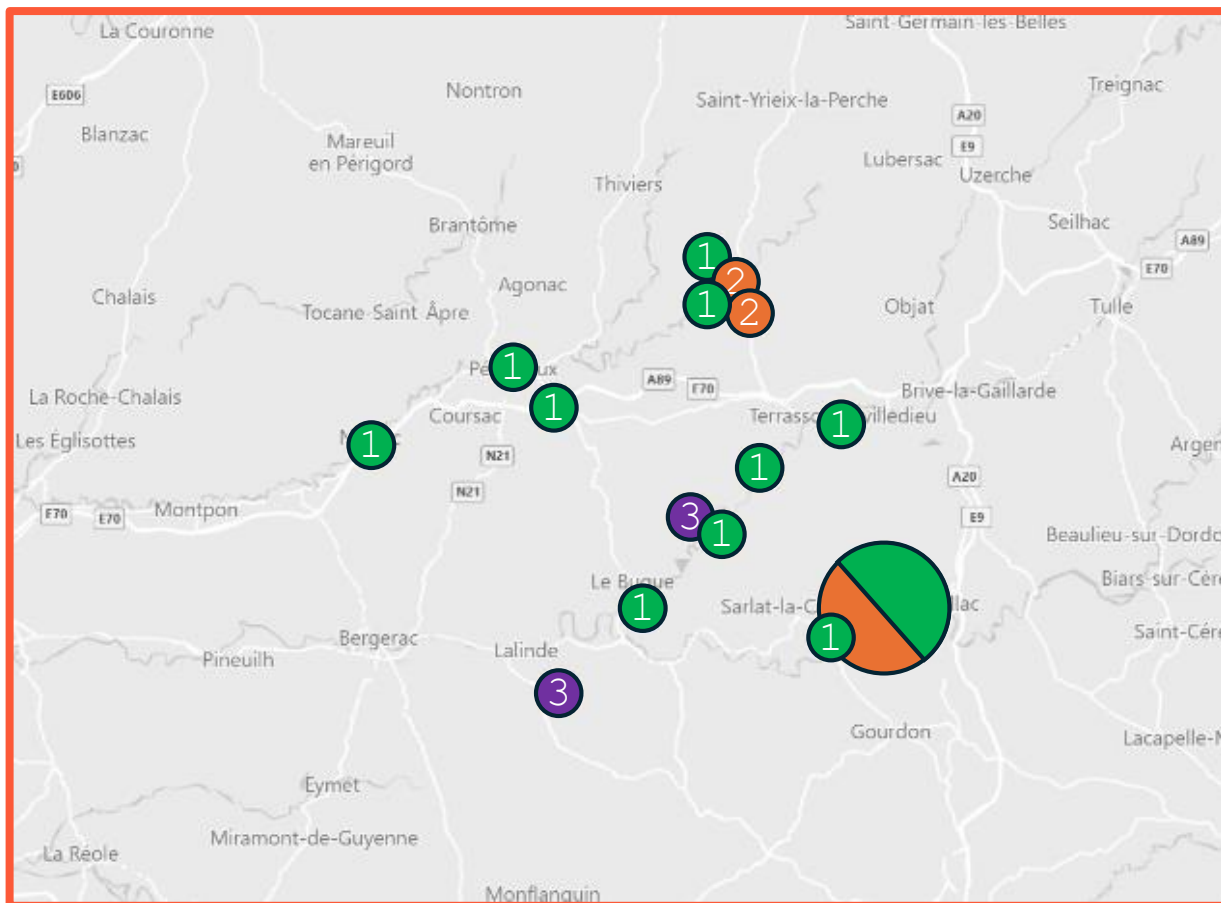 Saint-Germain-les-Belles
La Couronne
Treignac
Nontron
E606
Saint-Yrieix-la-Perche
A20
Blanzac
Mareuil
en Périgord
E9
Lubersac
Uzerche
Thiviers
Brantôme
Seilhac
A89
1
E70
2
Agonac
Chalais
1
2
Objat
Tulle
Tocane-Saint Âpre
1
A89
E70
Brive-la-Gaillarde
La Roche-Chalais
1
Coursac
1
Les Églisottes
1
N21
1
A20
N21
Montpon
E70
E70
3
E9
1
Beaulieu-sur-Dordo
Le Bugue
Biars-sur-Cére
1
Sarlat-la-C
llac
Bergerac
1
Saint-Céré
Lalinde
Pineuilh
3
Gourdon
Lacapelle-M
Eymet
Miramont-de-Guyenne
La Réole
Monflanquin